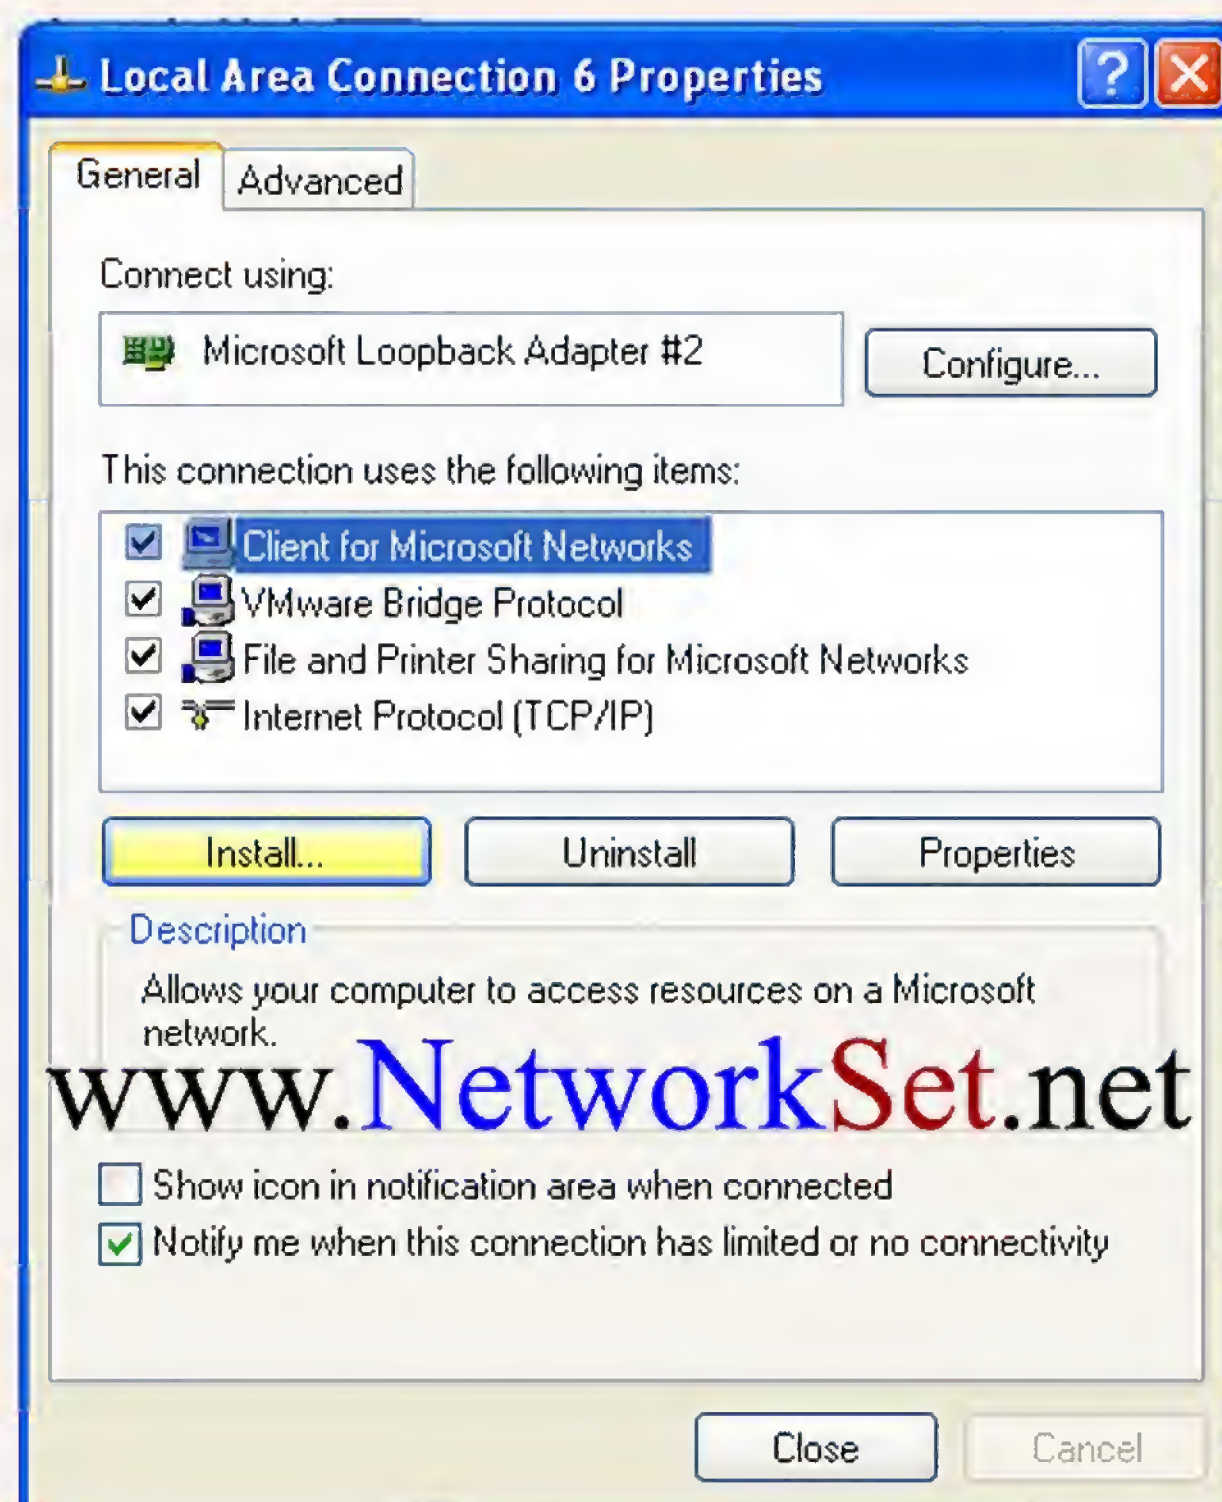 Local Area Connection 6 Properties
General Advanced
Connect using:
Microsoft Loopback Adapter #2
Configure...
This connection uses the following items:
Client for Microsoft Networks
VMware Bridge Protocol
File and Printer Sharing for Microsoft Networks
Internet Protocol (TCP/IP)
Install... Uninstall Properties
Description
Allows your computer to access resources on a Microsoft
network.
www.NetworkSet.net
Show icon in notification area when connected
Notify me when this connection has limited or no connectivity
Close Cancel